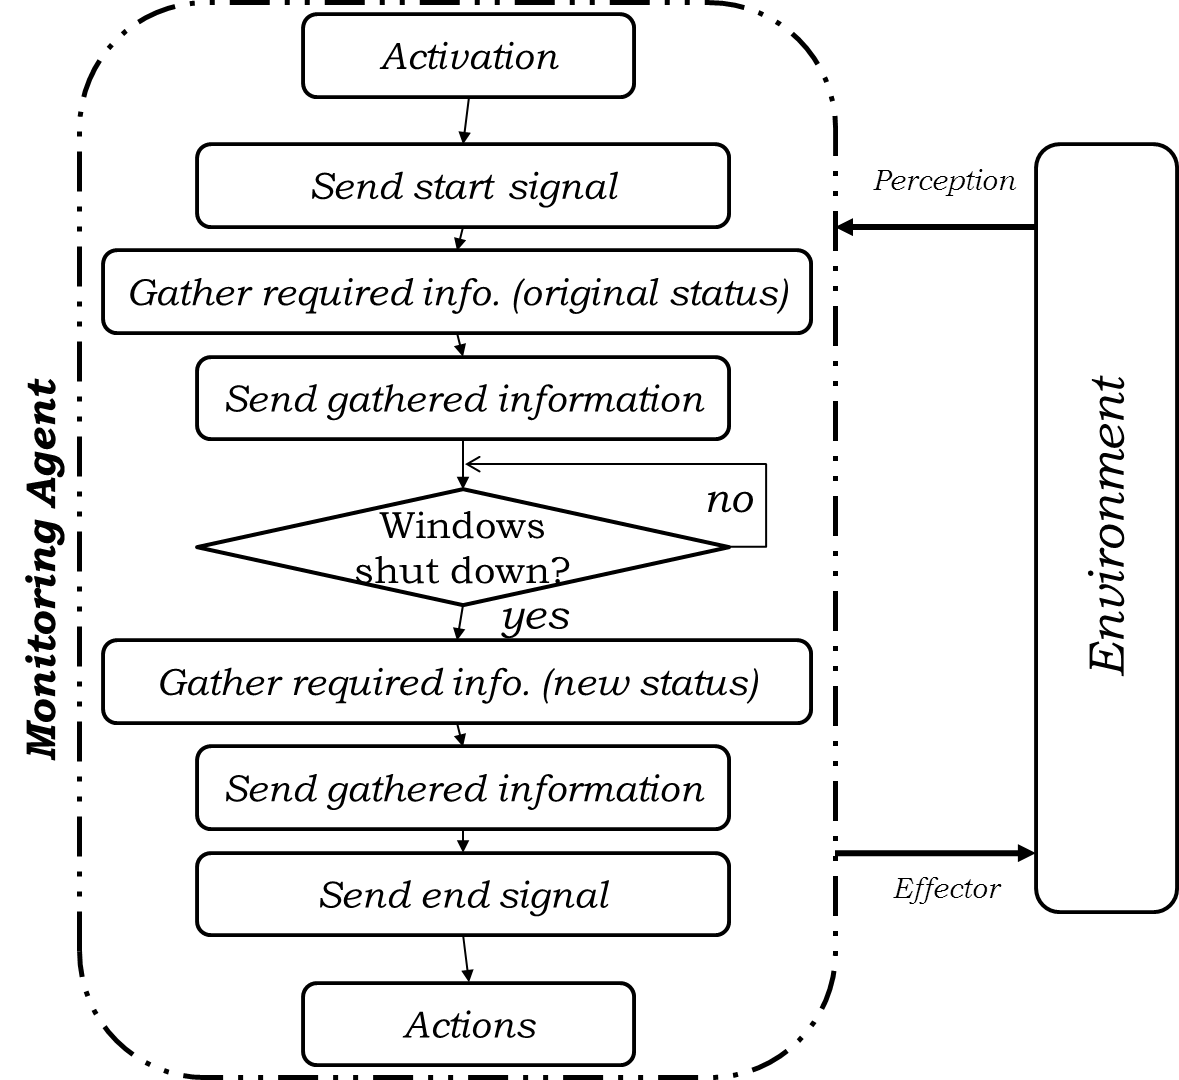 Activation
Send start signal
Gather required info. (original status)
Send gathered information
Windows
shut down?
no
yes
Gather required info. (new status)
Send gathered information
Send end signal
Actions
Monitoring Agent
Perception
Effector
Environment